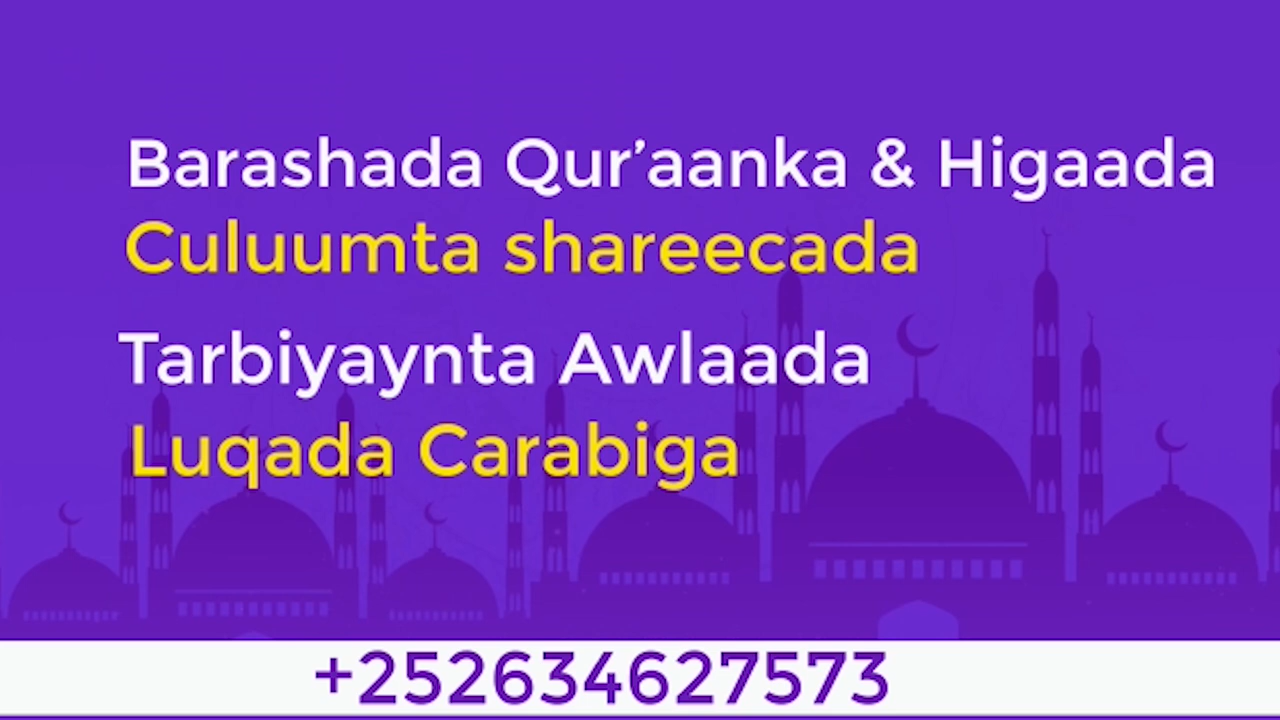 Barashada Qur’aanka & Higaada
Culuumta shareecada
Tarbiyaynta Awlaada
Luqada Carabiga
+252634627573